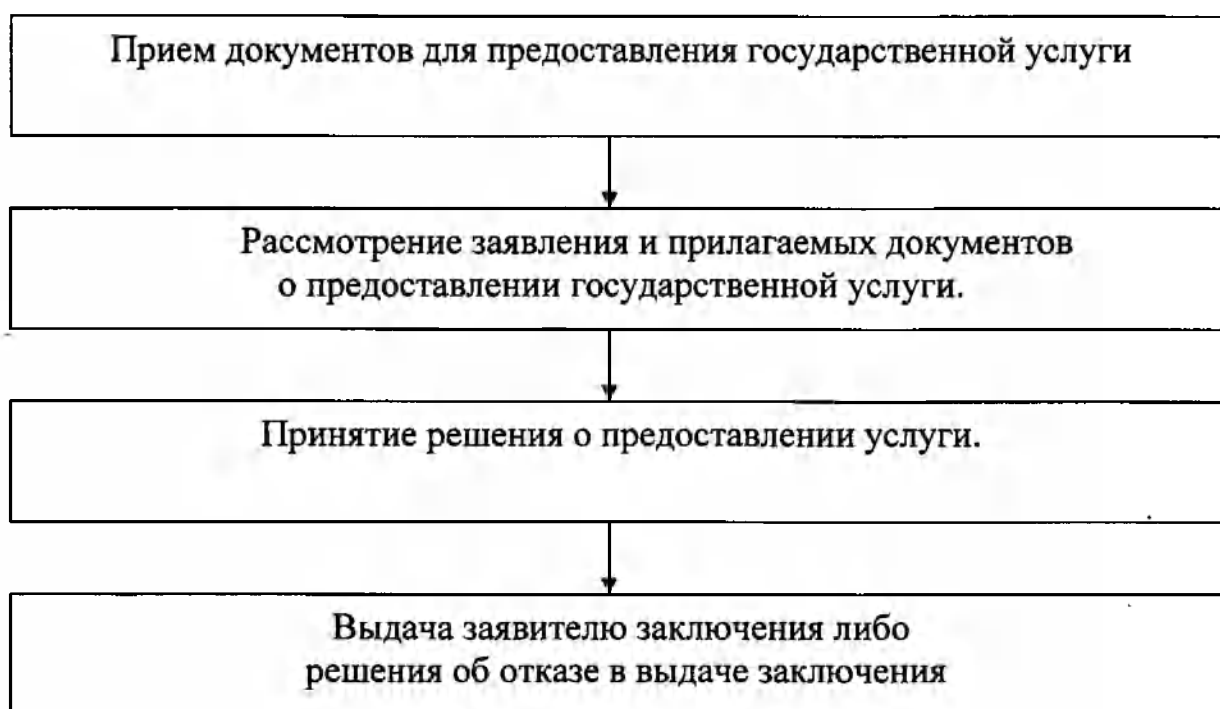 Прием документов для предоставления государственной услуги
Рассмотрение заявления и прилагаемых документов
о предоставлении государственной услуги.
Принятие решения о предоставлении услуги.
Выдача заявителю заключения либо
решения об отказе в выдаче заключения